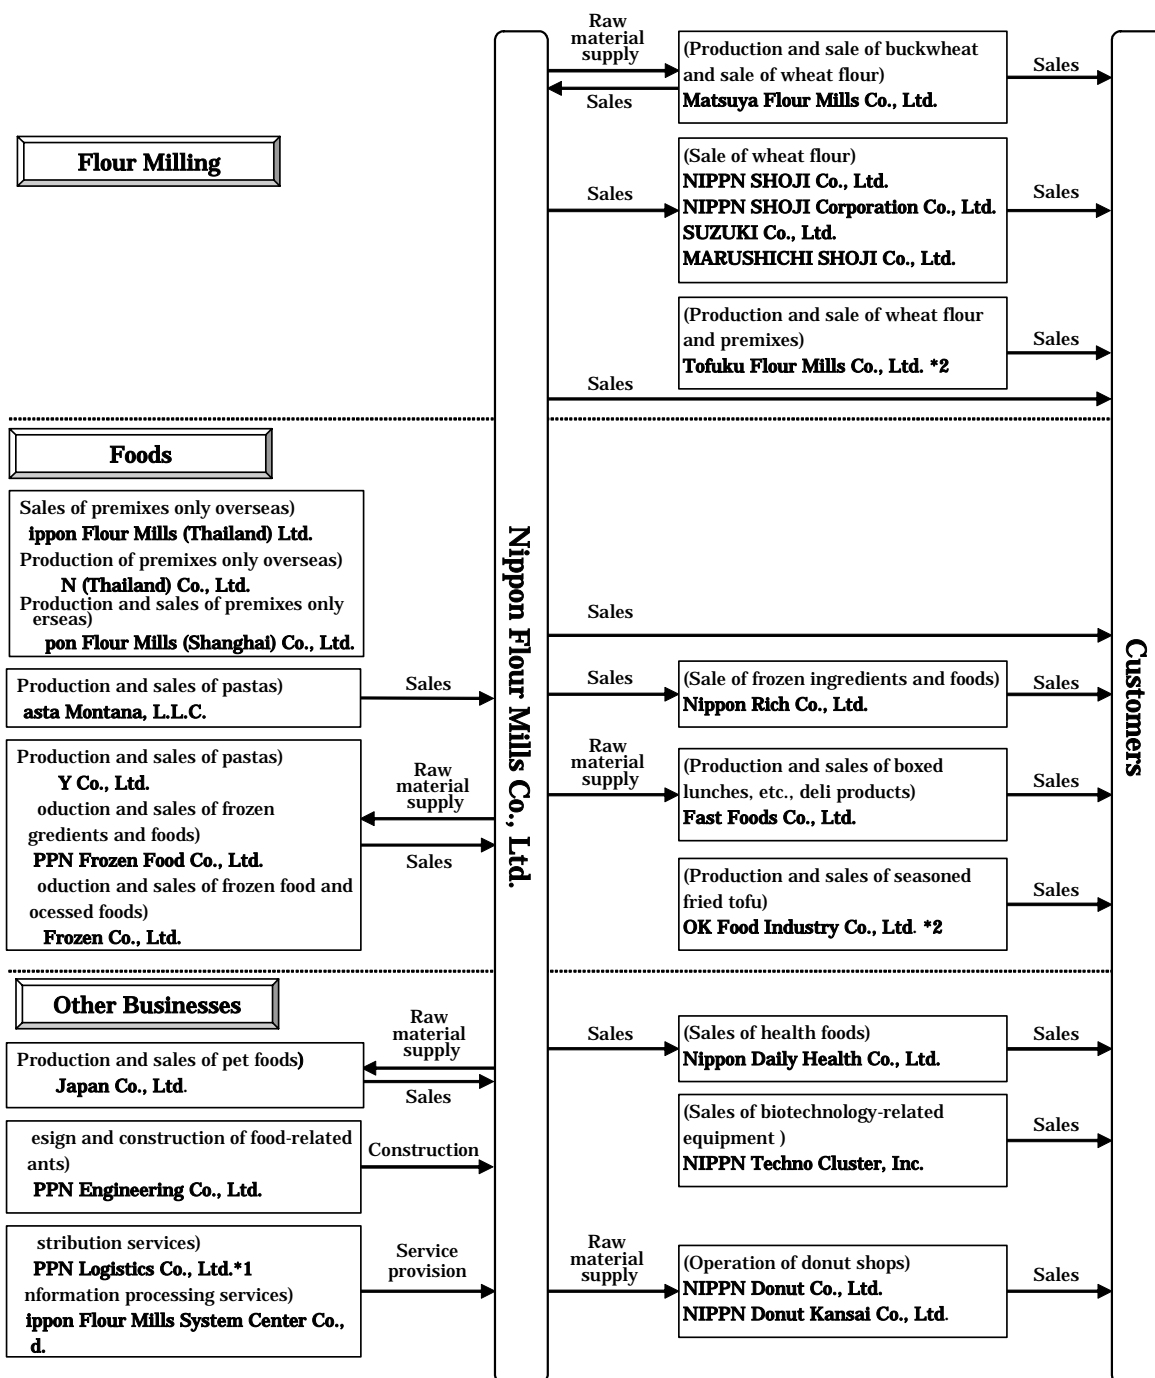 Raw
material
supply
(Production and sale of buckwheat
and sale of wheat flour)
Matsuya Flour Mills Co., Ltd.
Sales
Sales
Flour Milling
Sales
(Sale of wheat flour)
NIPPN SHOJI Co., Ltd.
NIPPN SHOJI Corporation Co., Ltd.
SUZUKI Co., Ltd.
MARUSHICHI SHOJI Co., Ltd.
Sales
(Production and sale of wheat flour
and premixes)
Tofuku Flour Mills Co., Ltd. *2
Sales
Sales
Foods
Sales of premixes only overseas)
ippon Flour Mills (Thailand) Ltd.
Production of premixes only overseas)
N (Thailand) Co., Ltd.
Production and sales of premixes only
erseas)
pon Flour Mills (Shanghai) Co., Ltd.
Nippon Flour Mills Co., Ltd.
Sales
Customers
Production and sales of pastas)
asta Montana, L.L.C.
Sales
Sales
(Sale of frozen ingredients and foods)
Nippon Rich Co., Ltd.
Sales
Production and sales of pastas)
Y Co., Ltd.
oduction and sales of frozen
gredients and foods)
PPN Frozen Food Co., Ltd.
oduction and sales of frozen food and
ocessed foods)
Frozen Co., Ltd.
Raw
material
supply
Sales
Raw
material
supply
(Production and sales of boxed
lunches, etc., deli products)
Fast Foods Co., Ltd.
Sales
(Production and sales of seasoned
fried tofu)
OK Food Industry Co., Ltd. *2
Sales
Other Businesses
Production and sales of pet foods)
Japan Co., Ltd.
Raw
material
supply
Sales
Sales
(Sales of health foods)
Nippon Daily Health Co., Ltd.
Sales
esign and construction of food-related
ants)
PPN Engineering Co., Ltd.
Construction
(Sales of biotechnology-related
equipment )
NIPPN Techno Cluster, Inc.
Sales
stribution services)
PPN Logistics Co., Ltd.*1
nformation processing services)
ippon Flour Mills System Center Co.,
d.
Service
provision
Raw
material
supply
(Operation of donut shops)
NIPPN Donut Co., Ltd.
NIPPN Donut Kansai Co., Ltd.
Sales